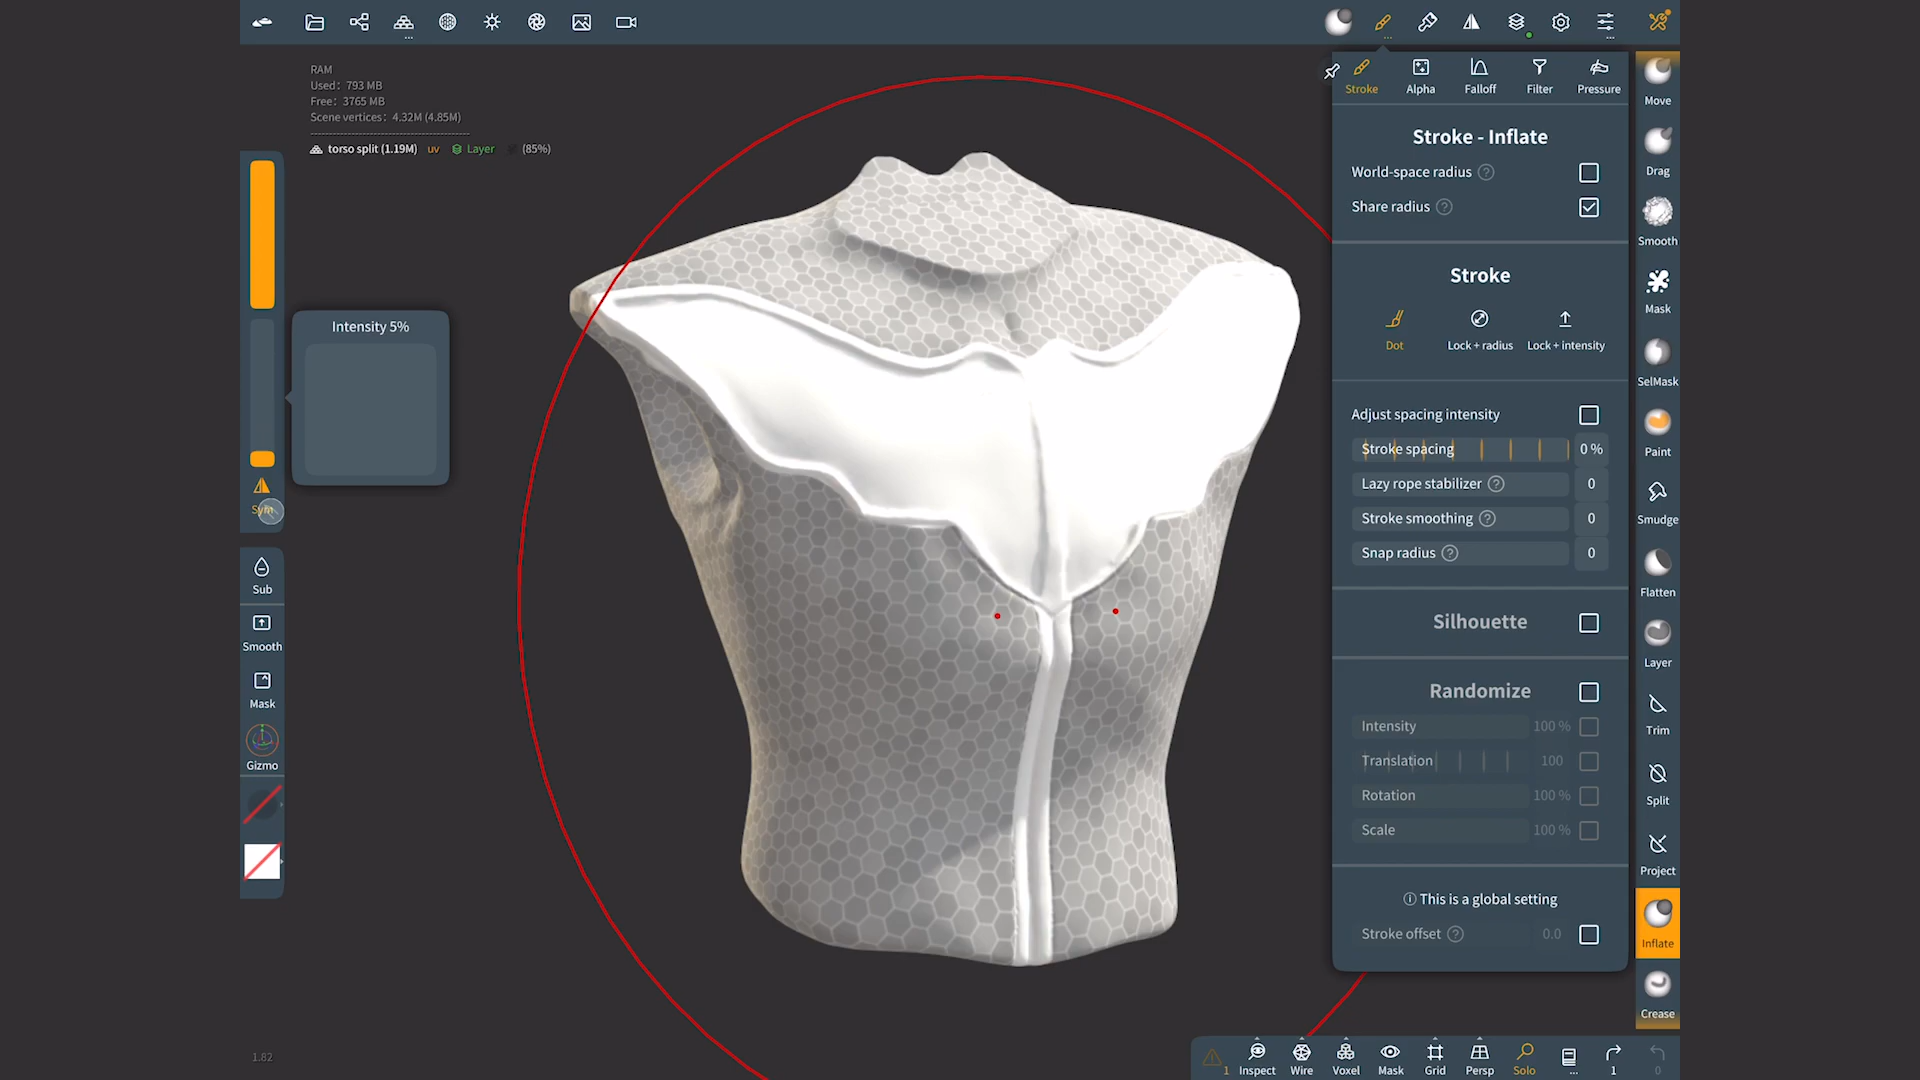 RAM
Used: 793 MB
Free: 3765 MB
Scene vertices: 4.32M (4.85M)
torso split (1.19M) uv Layer (85%)
Intensity 5%
Sym
Sub
Smooth
Mask
Gizmo
1.82
Stroke Alpha Falloff Filter Pressure
Stroke - Inflate
World-space radius ?
Share radius ?
Stroke
Dot Lock + radius Lock + intensity
Adjust spacing intensity
Stroke spacing 0 %
Lazy rope stabilizer ? 0
Stroke smoothing ? 0
Snap radius ? 0
Silhouette
Randomize
Intensity 100 %
Translation 100
Rotation 100 %
Scale 100 %
This is a global setting
Stroke offset ? 0.0
Move
Drag
Smooth
Mask
SelMask
Paint
Smudge
Flatten
Layer
Trim
Split
Project
Inflate
Crease
1 Inspect Wire Voxel Mask Grid Persp Solo ... 1 0